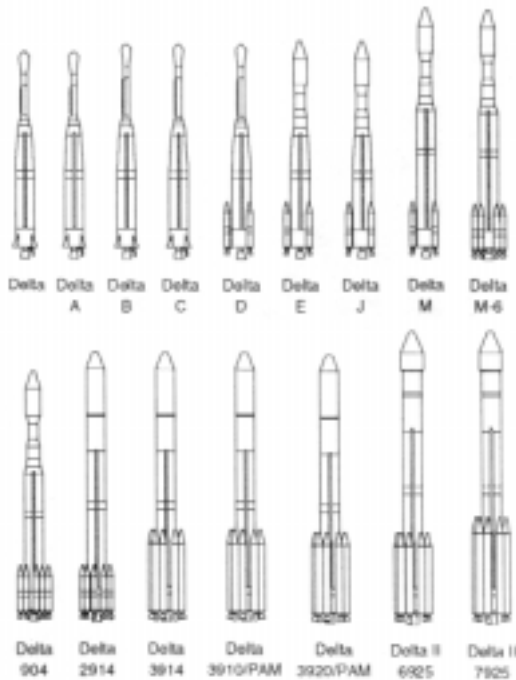 Delta Delta Delta Delta Delta Delta Delta Delta Delta
A B C D E J M M-6
Delta Delta Delta Delta Delta Delta II Delta II
904 2914 3914 3910/PAM 3920/PAM 6925 7925